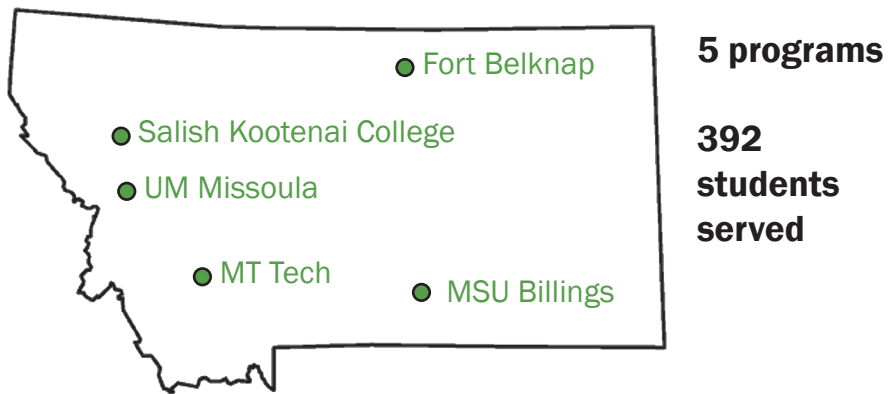 Fort Belknap
Salish Kootenai College
UM Missoula
MT Tech
MSU Billings
5 programs
392
students
served